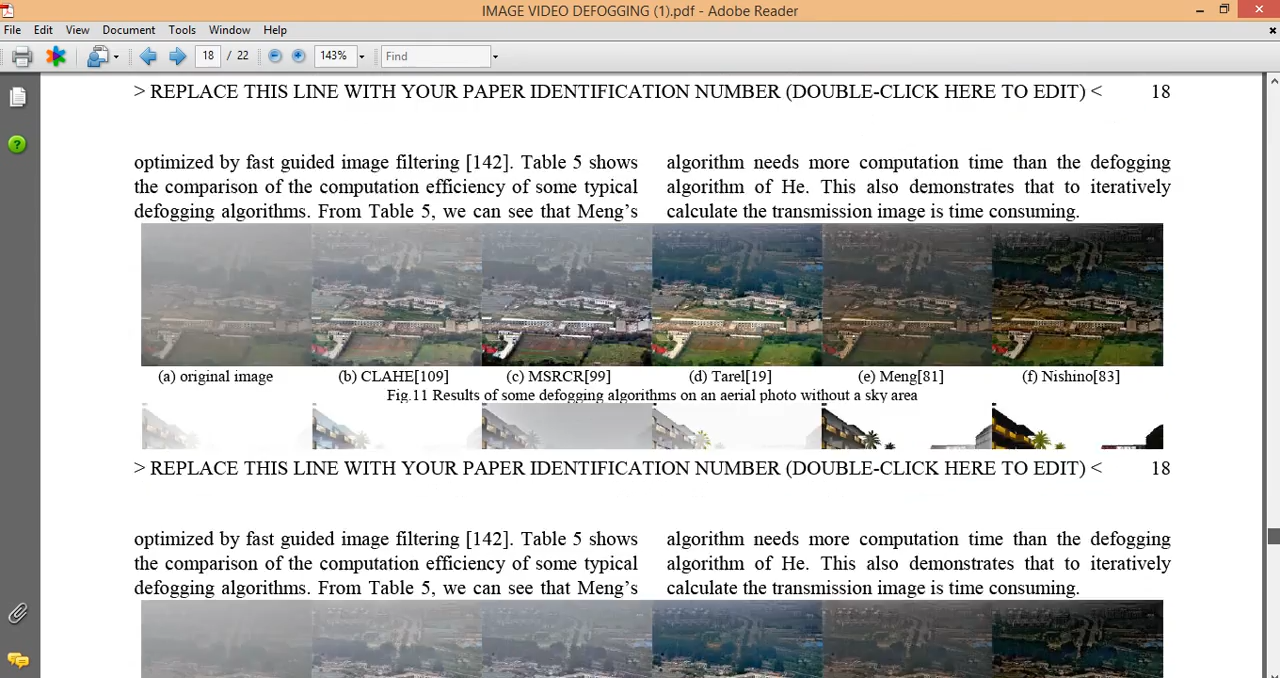 IMAGE VIDEO DEFOGGING (1).pdf - Adobe Reader
File Edit View Document Tools Window Help
18 / 22 143% Find
> REPLACE THIS LINE WITH YOUR PAPER IDENTIFICATION NUMBER (DOUBLE-CLICK HERE TO EDIT) < 18
optimized by fast guided image filtering [142]. Table 5 shows
the comparison of the computation efficiency of some typical
defogging algorithms. From Table 5, we can see that Meng's
algorithm needs more computation time than the defogging
algorithm of He. This also demonstrates that to iteratively
calculate the transmission image is time consuming.
(a) original image (b) CLAHE[109] (c) MSRCR[99] (d) Tarel[19] (e) Meng[81] (f) Nishino[83]
Fig.11 Results of some defogging algorithms on an aerial photo without a sky area
> REPLACE THIS LINE WITH YOUR PAPER IDENTIFICATION NUMBER (DOUBLE-CLICK HERE TO EDIT) < 18
optimized by fast guided image filtering [142]. Table 5 shows
the comparison of the computation efficiency of some typical
defogging algorithms. From Table 5, we can see that Meng's
algorithm needs more computation time than the defogging
algorithm of He. This also demonstrates that to iteratively
calculate the transmission image is time consuming.